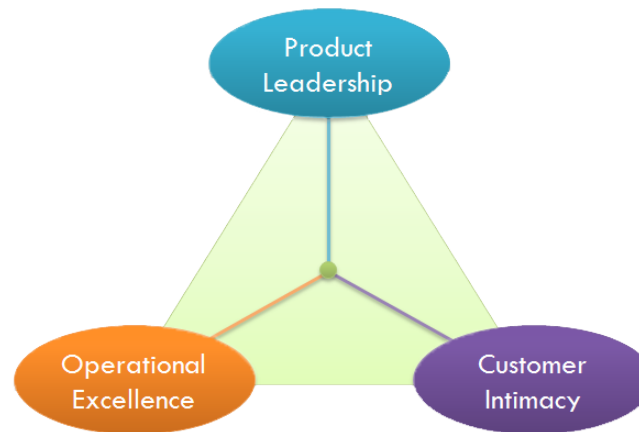 Product
Leadership
Operational
Excellence
Customer
Intimacy